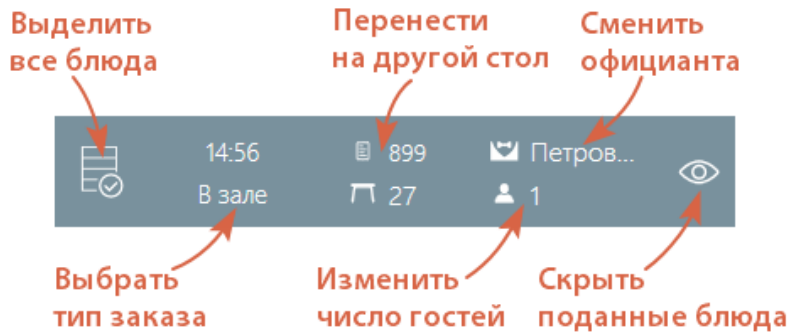 Выделить
все блюда
Перенести
на другой стол
Сменить
официанта
14:56
899
Петров...
В зале
27
1
Выбрать
тип заказа
Изменить
число гостей
Скрыть
поданные блюда